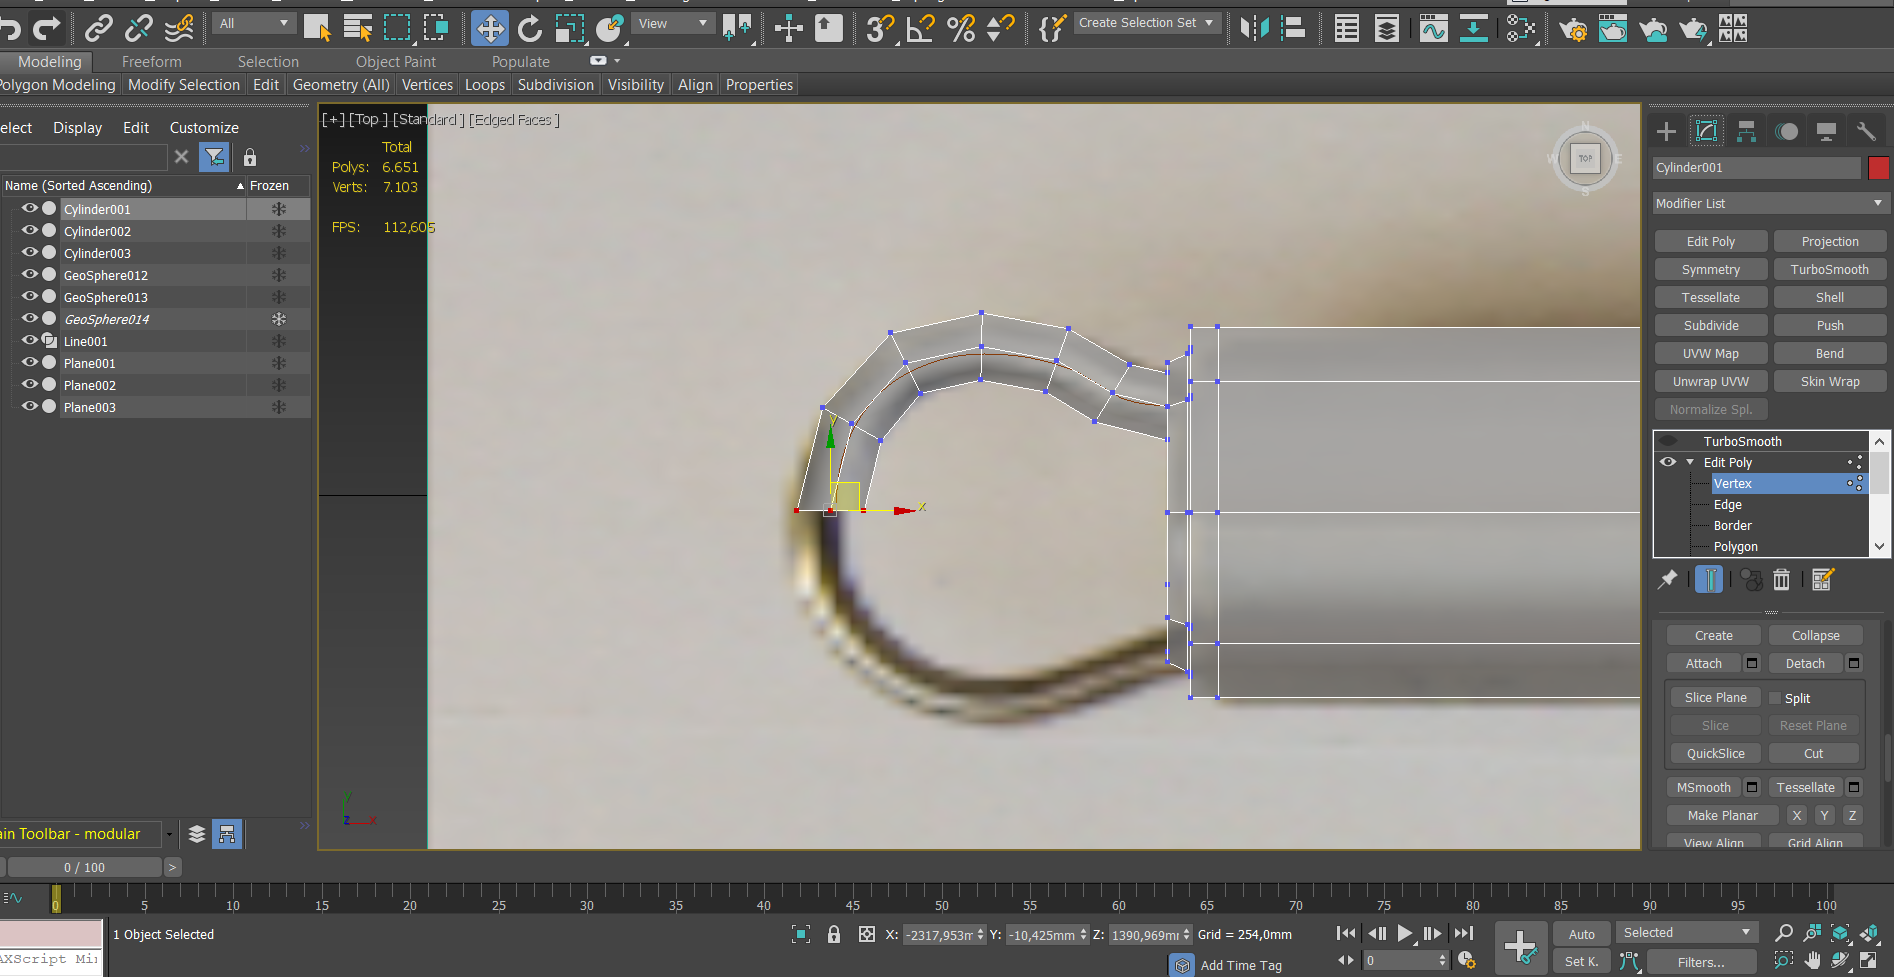 All
View
Create Selection Set
Modeling Freeform Selection Object Paint Populate
Polygon Modeling Modify Selection Edit Geometry (All) Vertices Loops Subdivision Visibility Align Properties
Display Edit Customize
Name (Sorted Ascending) Frozen
Cylinder001
Cylinder002
Cylinder003
GeoSphere012
GeoSphere013
GeoSphere014
Line001
Plane001
Plane002
Plane003
Toolbar - modular
0 / 100
>
[+] [Top ] [Standard ] [Edged Faces ]
Total
Polys: 6.651
Verts: 7.103
FPS: 112,605
N
W TOP E
S
Y
X
Y
Z X
Cylinder001
Modifier List
Edit Poly Projection
Symmetry TurboSmooth
Tessellate Shell
Subdivide Push
UVW Map Bend
Unwrap UVW Skin Wrap
Normalize Spl.
TurboSmooth
Edit Poly
Vertex
Edge
Border
Polygon
Create Collapse
Attach Detach
Slice Plane Split
Slice Reset Plane
QuickSlice Cut
MSmooth Tessellate
Make Planar X Y Z
View Align Grid Align
0 5 10 15 20 25 30 35 40 45 50 55 60 65 70 75 80 85 90 95 100
1 Object Selected
X: -2317,953m Y: -10,425mm Z: 1390,969m Grid = 254,0mm
Add Time Tag
0
Auto Selected
Set K. Filters...